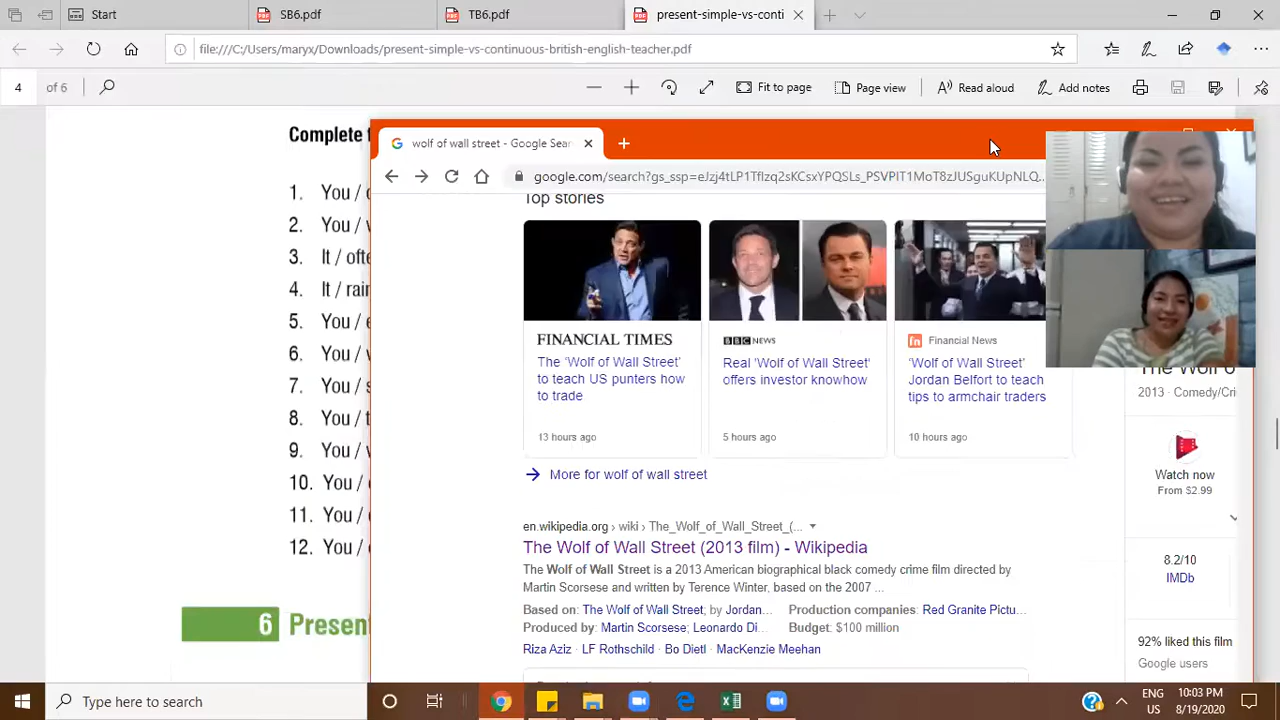 Start
SB6.pdf
TB6.pdf
present-simple-vs-conti
file:///C:/Users/maryx/Downloads/present-simple-vs-continuous-british-english-teacher.pdf
4 of 6
Fit to page
Page view
Read aloud
Add notes
Complete
1. You /
2. You /
3. It / ofte
4. It / rain
5. You /
6. You /
7. You /
8. You / t
9. You /
10. You /
11. You /
12. You /
6 Present
wolf of wall street - Google Sear
Top stories
FINANCIAL TIMES
The 'Wolf of Wall Street'
to teach US punters how
to trade
13 hours ago
BBC NEWS
Real 'Wolf of Wall Street'
offers investor knowhow
5 hours ago
fn Financial News
'Wolf of Wall Street'
Jordan Belfort to teach
tips to armchair traders
10 hours ago
More for wolf of wall street
en.wikipedia.org › wiki › The_Wolf_of_Wall_Street_(...
The Wolf of Wall Street (2013 film) - Wikipedia
The Wolf of Wall Street is a 2013 American biographical black comedy crime film directed by
Martin Scorsese and written by Terence Winter, based on the 2007 ...
Based on: The Wolf of Wall Street; by Jordan...
Production companies: Red Granite Pictu...
Produced by: Martin Scorsese; Leonardo Di...
Budget: $100 million
Riza Aziz · LF Rothschild · Bo Dietl · MacKenzie Meehan
2013 · Comedy/Cri
Watch now
From $2.99
8.2/10
IMDb
92% liked this film
Google users
Type here to search
ENG
US
10:03 PM
8/19/2020